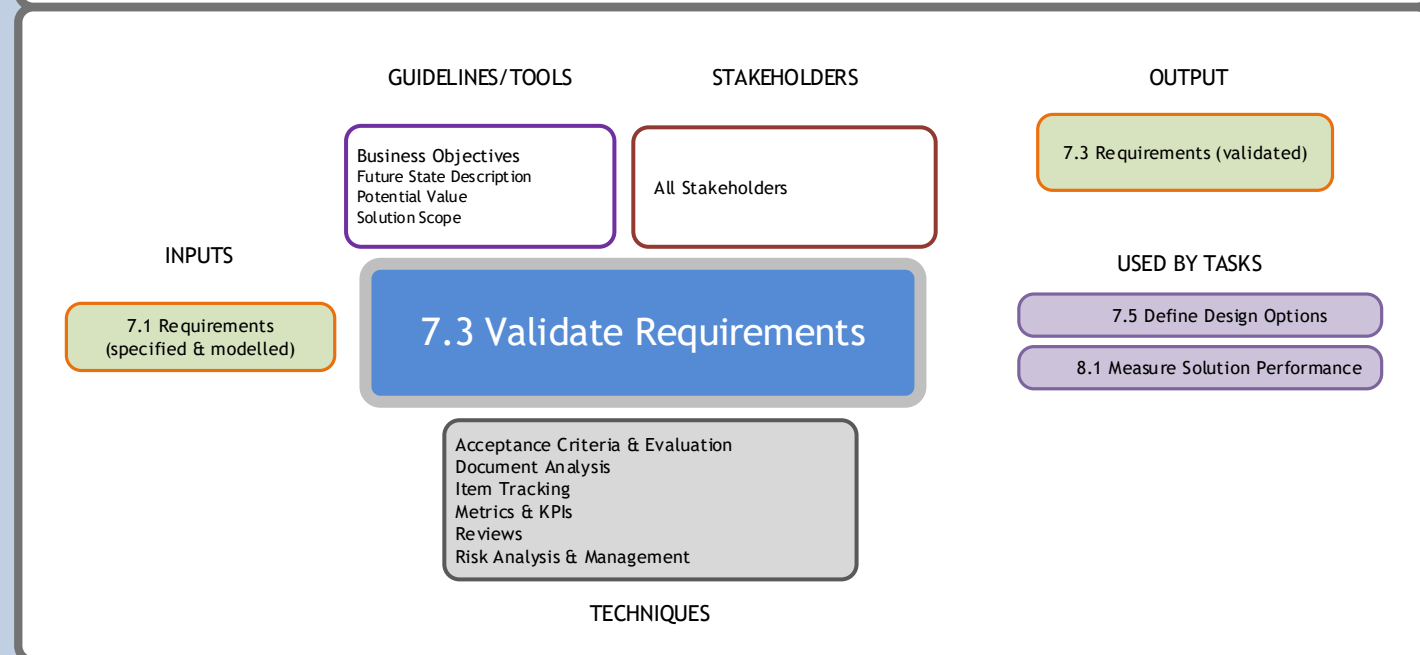 GUIDELINES/TOOLS
STAKEHOLDERS
OUTPUT
Business Objectives
Future State Description
Potential Value
Solution Scope
All Stakeholders
7.3 Requirements (validated)
INPUTS
7.1 Requirements
(specified & modelled)
7.3 Validate Requirements
USED BY TASKS
7.5 Define Design Options
8.1 Measure Solution Performance
Acceptance Criteria & Evaluation
Document Analysis
Item Tracking
Metrics & KPIs
Reviews
Risk Analysis & Management
TECHNIQUES